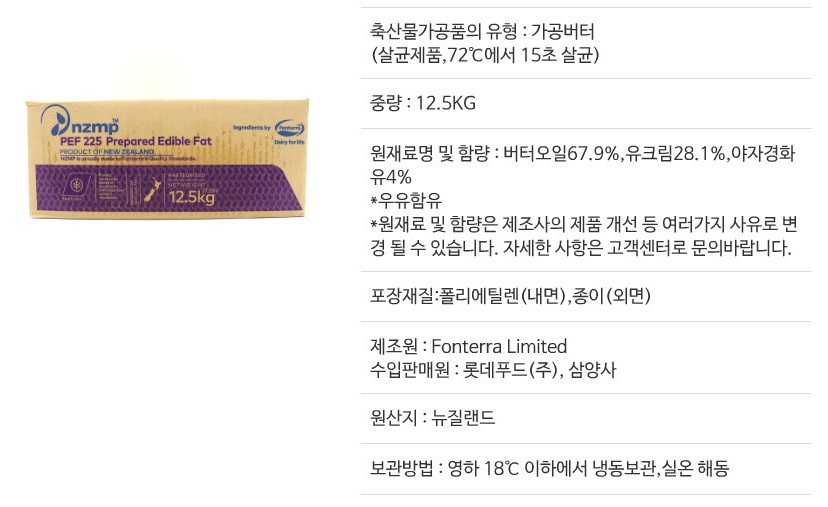 nzmp™
PEF 225 Prepared Edible Fat
PRODUCT OF NEW ZEALAND
NZMP is proudly made to Fonterra's Quality Standards.
Ingredients by
Fonterra
Dairy for life
PASTEURISED
NET WEIGHT
12.5kg
축산물가공품의 유형 : 가공버터
(살균제품,72℃에서 15초 살균)
중량 : 12.5KG
원재료명 및 함량 : 버터오일67.9%,유크림28.1%,야자경화
유4%
*우유함유
*원재료 및 함량은 제조사의 제품 개선 등 여러가지 사유로 변
경 될 수 있습니다. 자세한 사항은 고객센터로 문의바랍니다.
포장재질:폴리에틸렌(내면),종이(외면)
제조원 : Fonterra Limited
수입판매원 : 롯데푸드(주), 삼양사
원산지 : 뉴질랜드
보관방법 : 영하 18℃ 이하에서 냉동보관,실온 해동